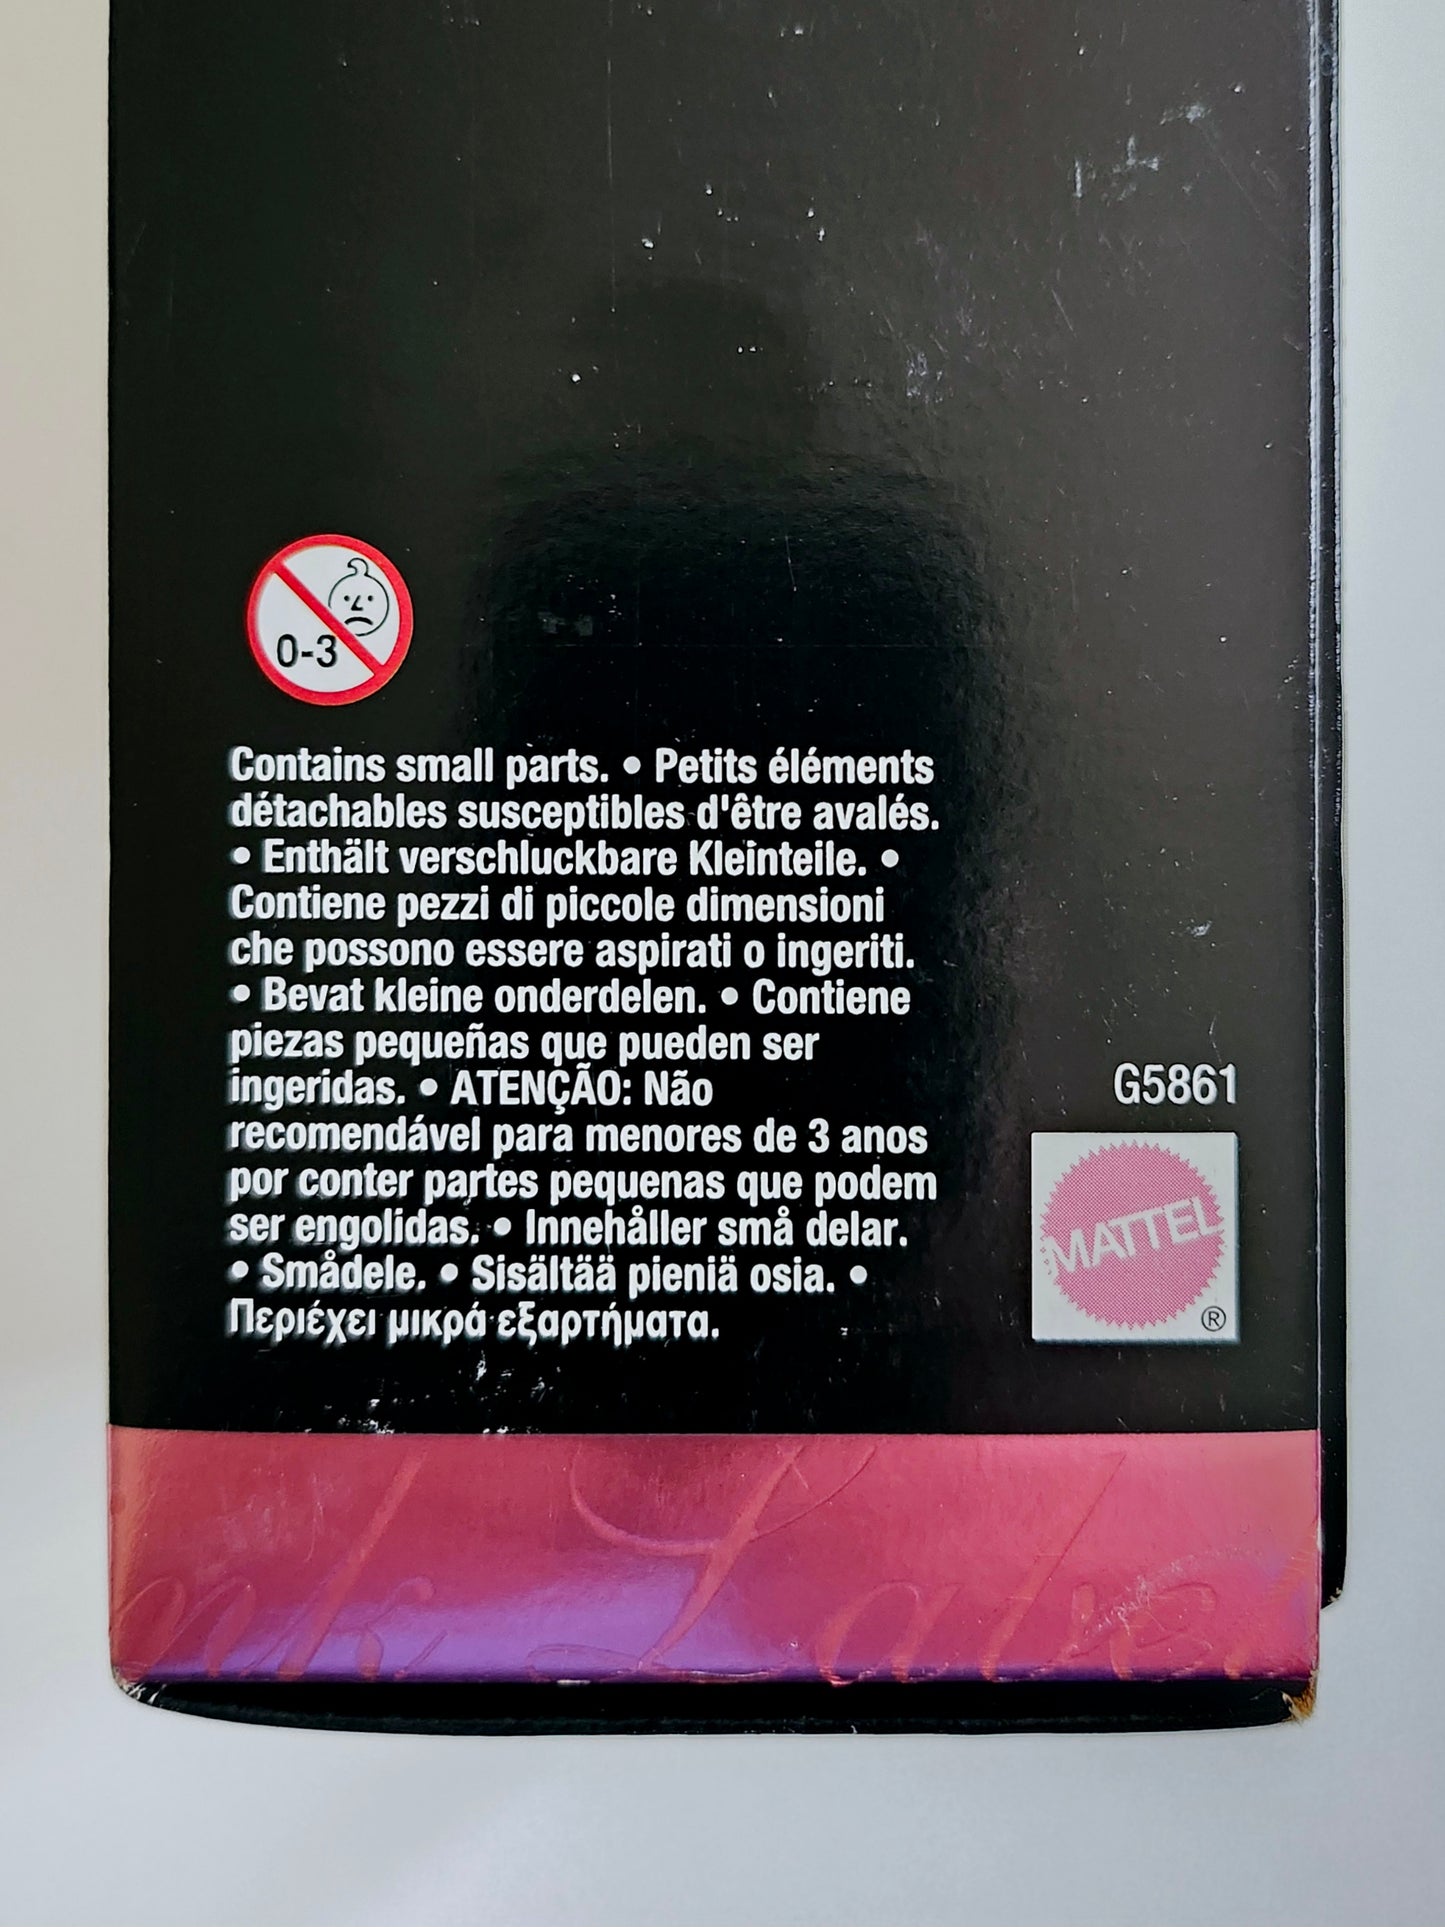 0-3
Contains small parts. • Petits éléments
détachables susceptibles d'être avalés.
• Enthält verschluckbare Kleinteile. •
Contiene pezzi di piccole dimensioni
che possono essere aspirati o ingeriti.
• Bevat kleine onderdelen. • Contiene
piezas pequeñas que pueden ser
ingeridas. • ATENÇÃO: Não
recomendável para menores de 3 anos
por conter partes pequenas que podem
ser engolidas. • Innehåller små delar.
• Smådele. • Sisältää pieniä osia. •
Περιέχει μικρά εξαρτήματα.
G5861
MATTEL
®
nk Label